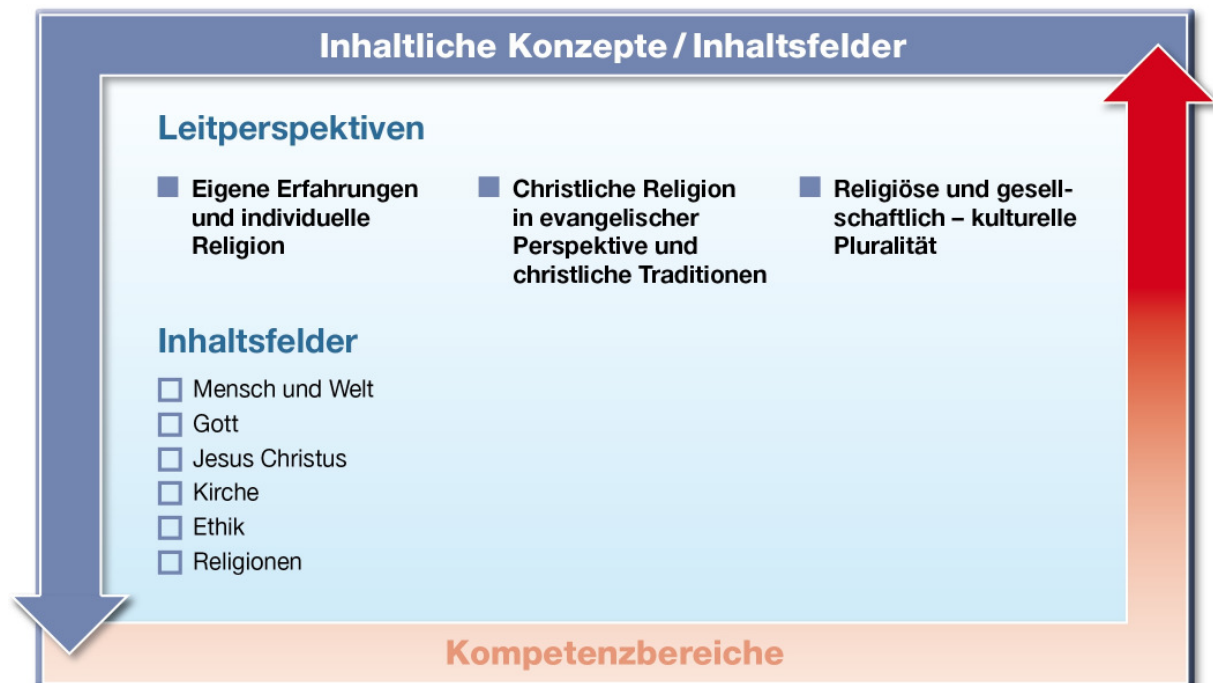 Inhaltliche Konzepte / Inhaltsfelder
Leitperspektiven
Eigene Erfahrungen
und individuelle
Religion
Christliche Religion
in evangelischer
Perspektive und
christliche Traditionen
Religiöse und gesell-
schaftlich – kulturelle
Pluralität
Inhaltsfelder
Mensch und Welt
Gott
Jesus Christus
Kirche
Ethik
Religionen
Kompetenzbereiche